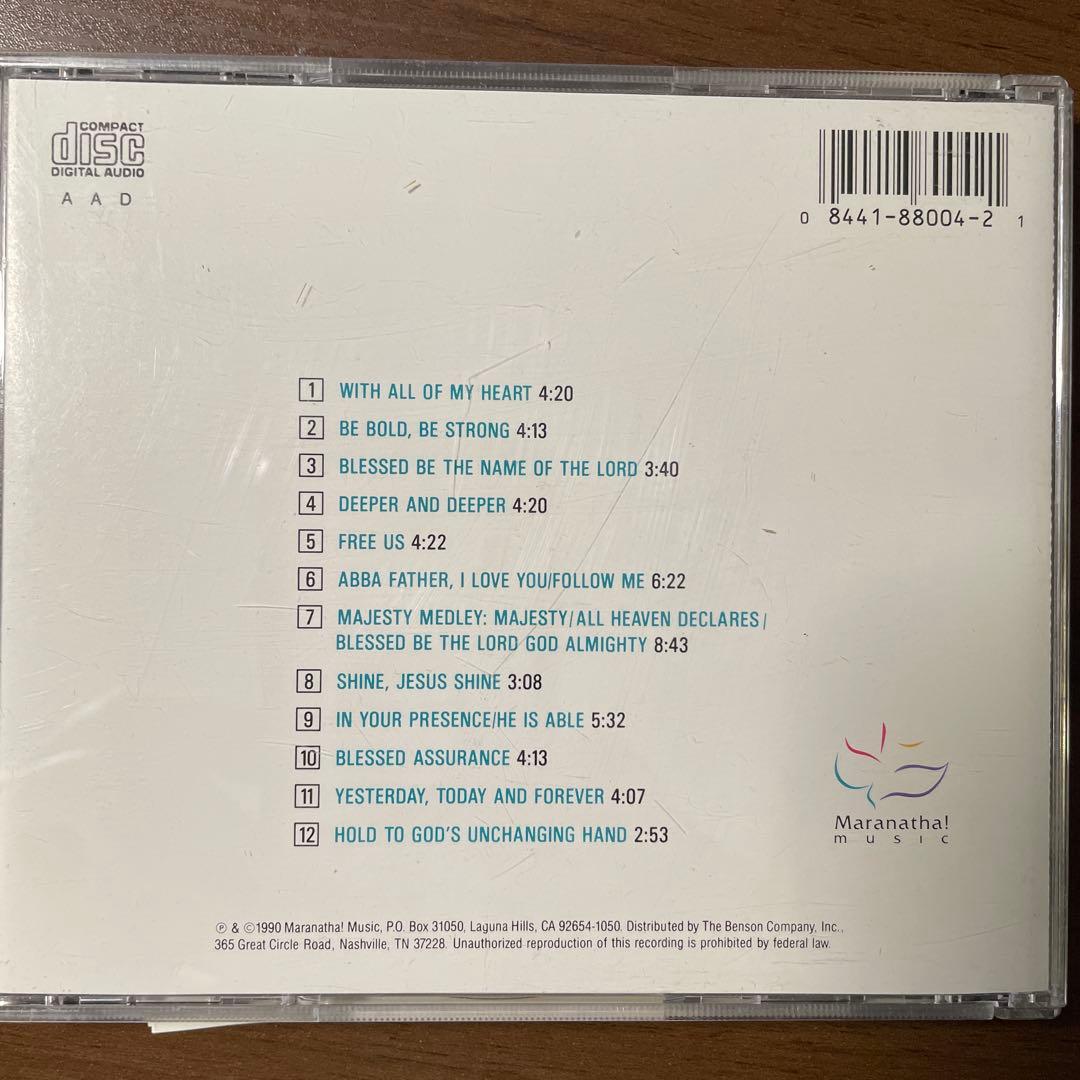 COMPACT
disc
DIGITAL AUDIO
A A D
0 8441-88004-2 1
1 WITH ALL OF MY HEART 4:20
2 BE BOLD, BE STRONG 4:13
3 BLESSED BE THE NAME OF THE LORD 3:40
4 DEEPER AND DEEPER 4:20
5 FREE US 4:22
6 ABBA FATHER, I LOVE YOU/FOLLOW ME 6:22
7 MAJESTY MEDLEY: MAJESTY/ALL HEAVEN DECLARES/
BLESSED BE THE LORD GOD ALMIGHTY 8:43
8 SHINE, JESUS SHINE 3:08
9 IN YOUR PRESENCE/HE IS ABLE 5:32
10 BLESSED ASSURANCE 4:13
11 YESTERDAY, TODAY AND FOREVER 4:07
12 HOLD TO GOD'S UNCHANGING HAND 2:53
Maranatha!
music
℗ & ©1990 Maranatha! Music, P.O. Box 31050, Laguna Hills, CA 92654-1050. Distributed by The Benson Company, Inc.,
365 Great Circle Road, Nashville, TN 37228. Unauthorized reproduction of this recording is prohibited by federal law.